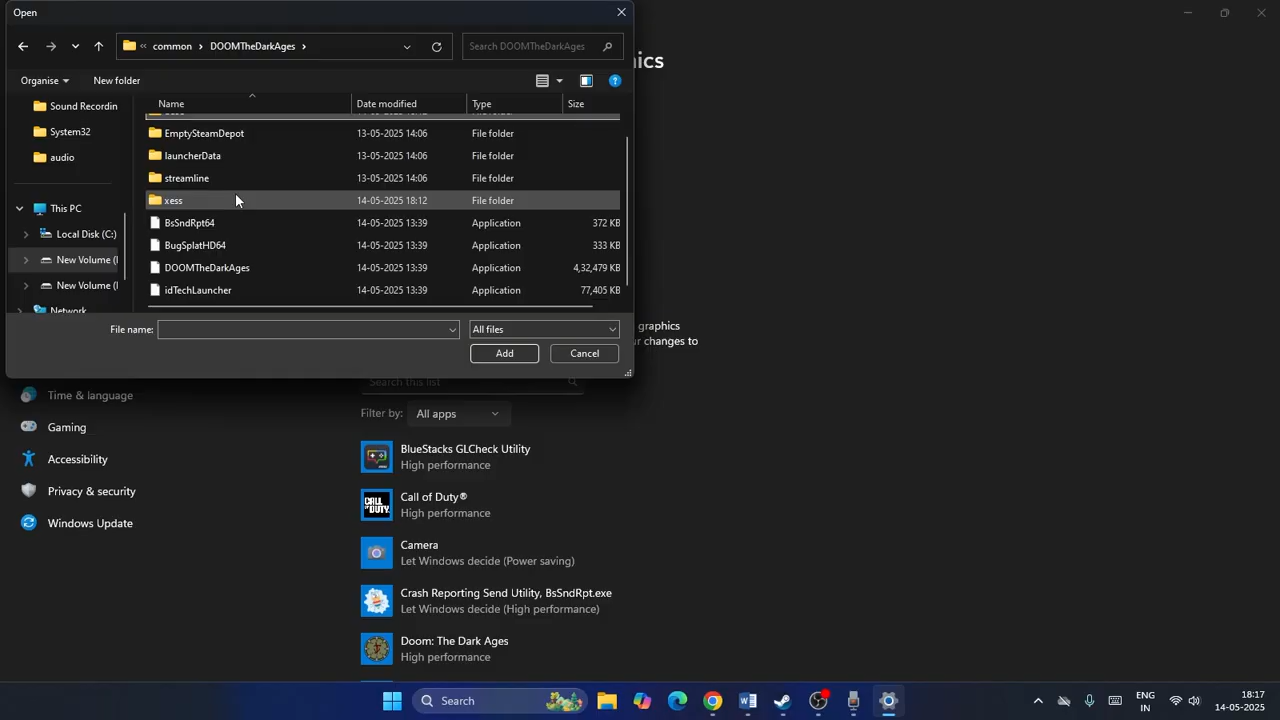 Open
common > DOOMTheDarkAges >
Search DOOMTheDarkAges
Organise
New folder
Name
Date modified
Type
Size
Sound Recordin
System32
audio
This PC
Local Disk (C:)
New Volume (
New Volume (
Network
EmptySteamDepot 13-05-2025 14:06 File folder
launcherData 13-05-2025 14:06 File folder
streamline 13-05-2025 14:06 File folder
xess 14-05-2025 18:12 File folder
BsSndRpt64 14-05-2025 13:39 Application 372 KB
BugSplatHD64 14-05-2025 13:39 Application 333 KB
DOOMTheDarkAges 14-05-2025 13:39 Application 4,32,479 KB
idTechLauncher 14-05-2025 13:39 Application 77,405 KB
File name:
All files
Add
Cancel
ics
graphics
ur changes to
Time & language
Gaming
Accessibility
Privacy & security
Windows Update
Search this list
Filter by: All apps
BlueStacks GLCheck Utility
High performance
Call of Duty®
High performance
Camera
Let Windows decide (Power saving)
Crash Reporting Send Utility, BsSndRpt.exe
Let Windows decide (High performance)
Doom: The Dark Ages
High performance
Search
ENG
IN
18:17
14-05-2025